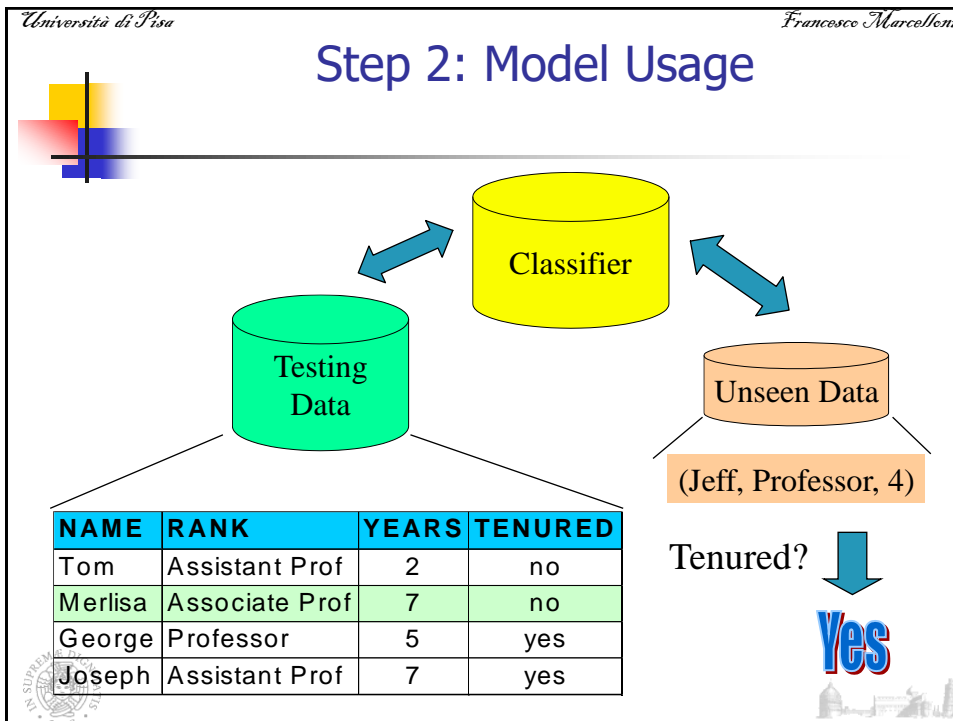 Università di Pisa
Francesco Marcelloni
Step 2: Model Usage
Classifier
Testing
Data
Unseen Data
(Jeff, Professor, 4)
NAME RANK YEARS TENURED
Tom Assistant Prof 2 no
Merlisa Associate Prof 7 no
George Professor 5 yes
Joseph Assistant Prof 7 yes
Tenured?
Yes